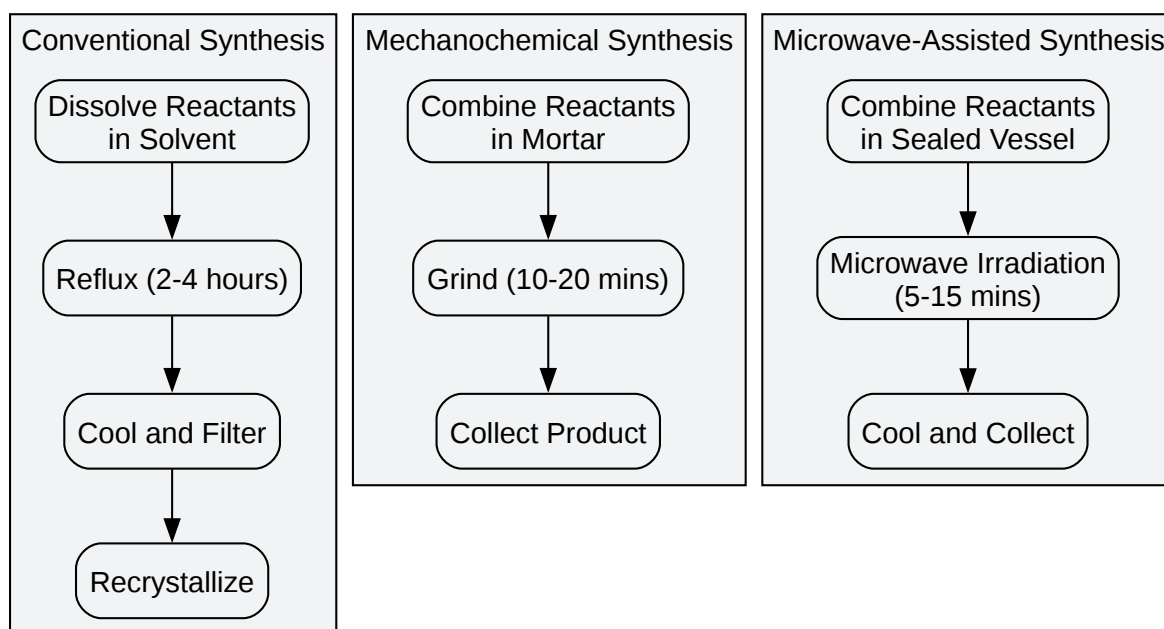 Conventional Synthesis
Dissolve Reactants
in Solvent
Reflux (2-4 hours)
Cool and Filter
Recrystallize
Mechanochemical Synthesis
Combine Reactants
in Mortar
Grind (10-20 mins)
Collect Product
Microwave-Assisted Synthesis
Combine Reactants
in Sealed Vessel
Microwave Irradiation
(5-15 mins)
Cool and Collect